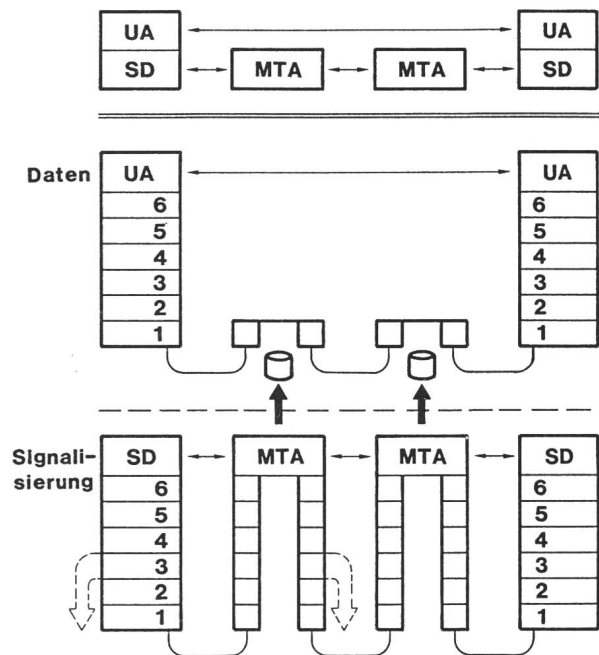 UA UA
SD MTA MTA SD
Daten UA UA
6 6
5 5
4 4
3 3
2 2
1 1
Signali- SD MTA MTA SD
sierung 6 6
5 5
4 4
3 3
2 2
1 1